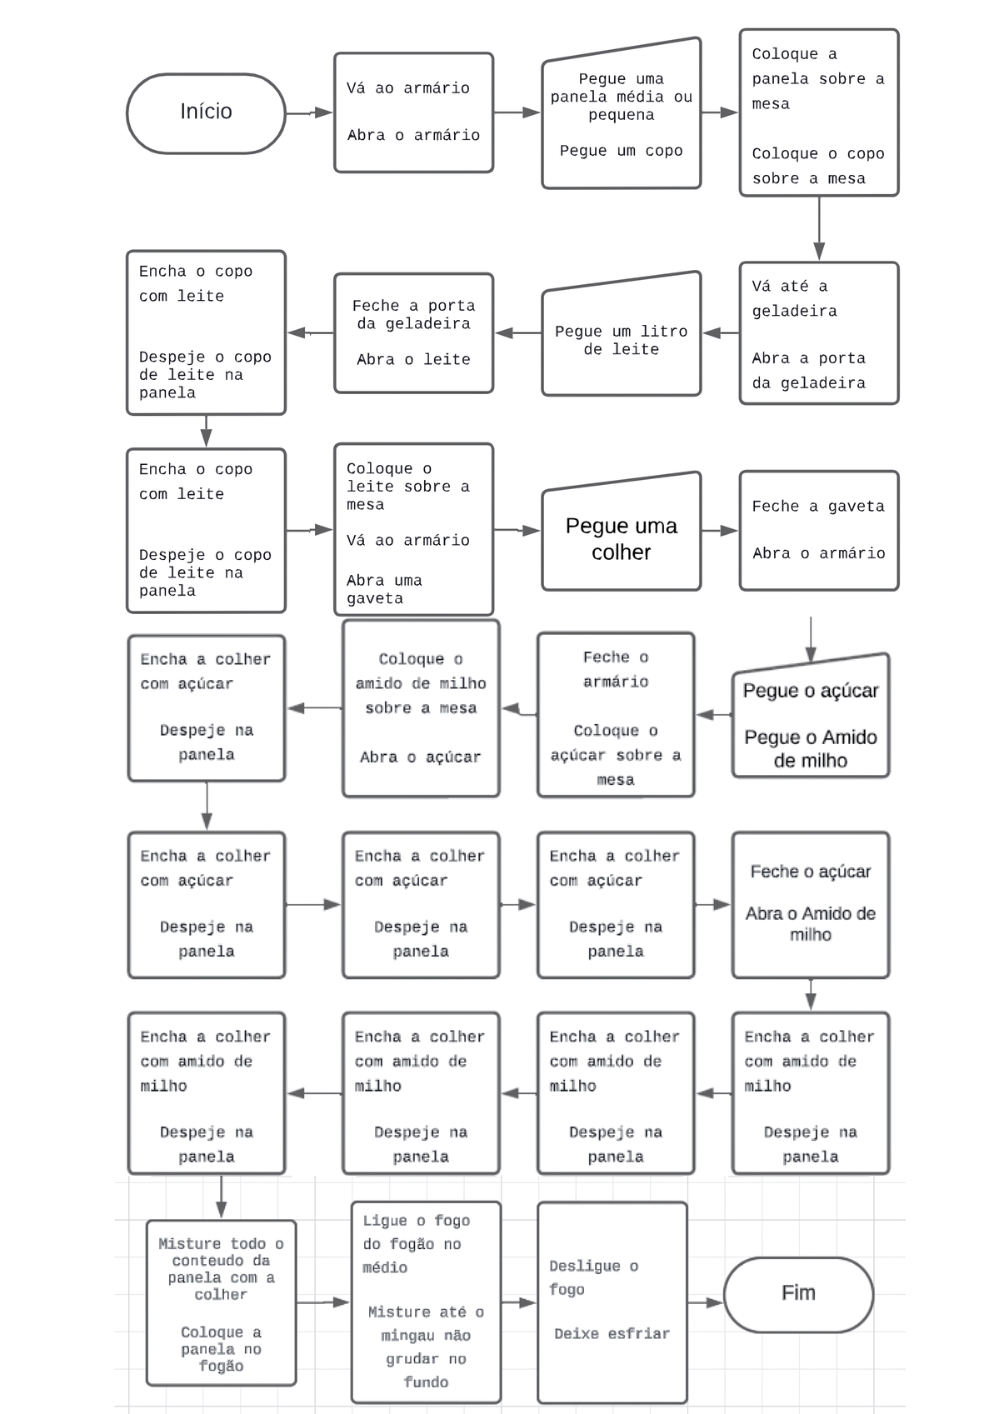 Início
Vá ao armário
Abra o armário
Pegue uma
panela média ou
pequena
Pegue um copo
Coloque a
panela sobre a
mesa
Coloque o copo
sobre a mesa
Vá até a
geladeira
Abra a porta
da geladeira
Pegue um litro
de leite
Feche a porta
da geladeira
Abra o leite
Encha o copo
com leite
Despeje o copo
de leite na
panela
Encha o copo
com leite
Despeje o copo
de leite na
panela
Coloque o
leite sobre a
mesa
Vá ao armário
Abra uma
gaveta
Pegue uma
colher
Feche a gaveta
Abra o armário
Pegue o açúcar
Pegue o Amido
de milho
Feche o
armário
Coloque o
açúcar sobre a
mesa
Coloque o
amido de milho
sobre a mesa
Abra o açúcar
Encha a colher
com açúcar
Despeje na
panela
Encha a colher
com açúcar
Despeje na
panela
Encha a colher
com açúcar
Despeje na
panela
Encha a colher
com açúcar
Despeje na
panela
Feche o açúcar
Abra o Amido de
milho
Encha a colher
com amido de
milho
Despeje na
panela
Encha a colher
com amido de
milho
Despeje na
panela
Encha a colher
com amido de
milho
Despeje na
panela
Encha a colher
com amido de
milho
Despeje na
panela
Misture todo o
conteudo da
panela com a
colher
Coloque a
panela no
fogão
Ligue o fogo
do fogão no
médio
Misture até o
mingau não
grudar no
fundo
Desligue o
fogo
Deixe esfriar
Fim